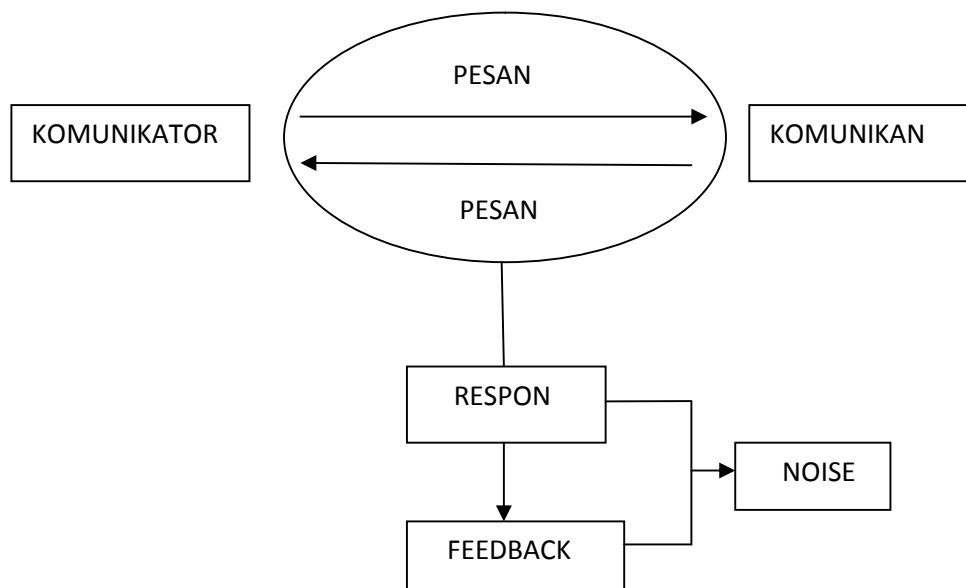 PESAN
KOMUNIKATOR
KOMUNIKAN
PESAN
RESPON
NOISE
FEEDBACK